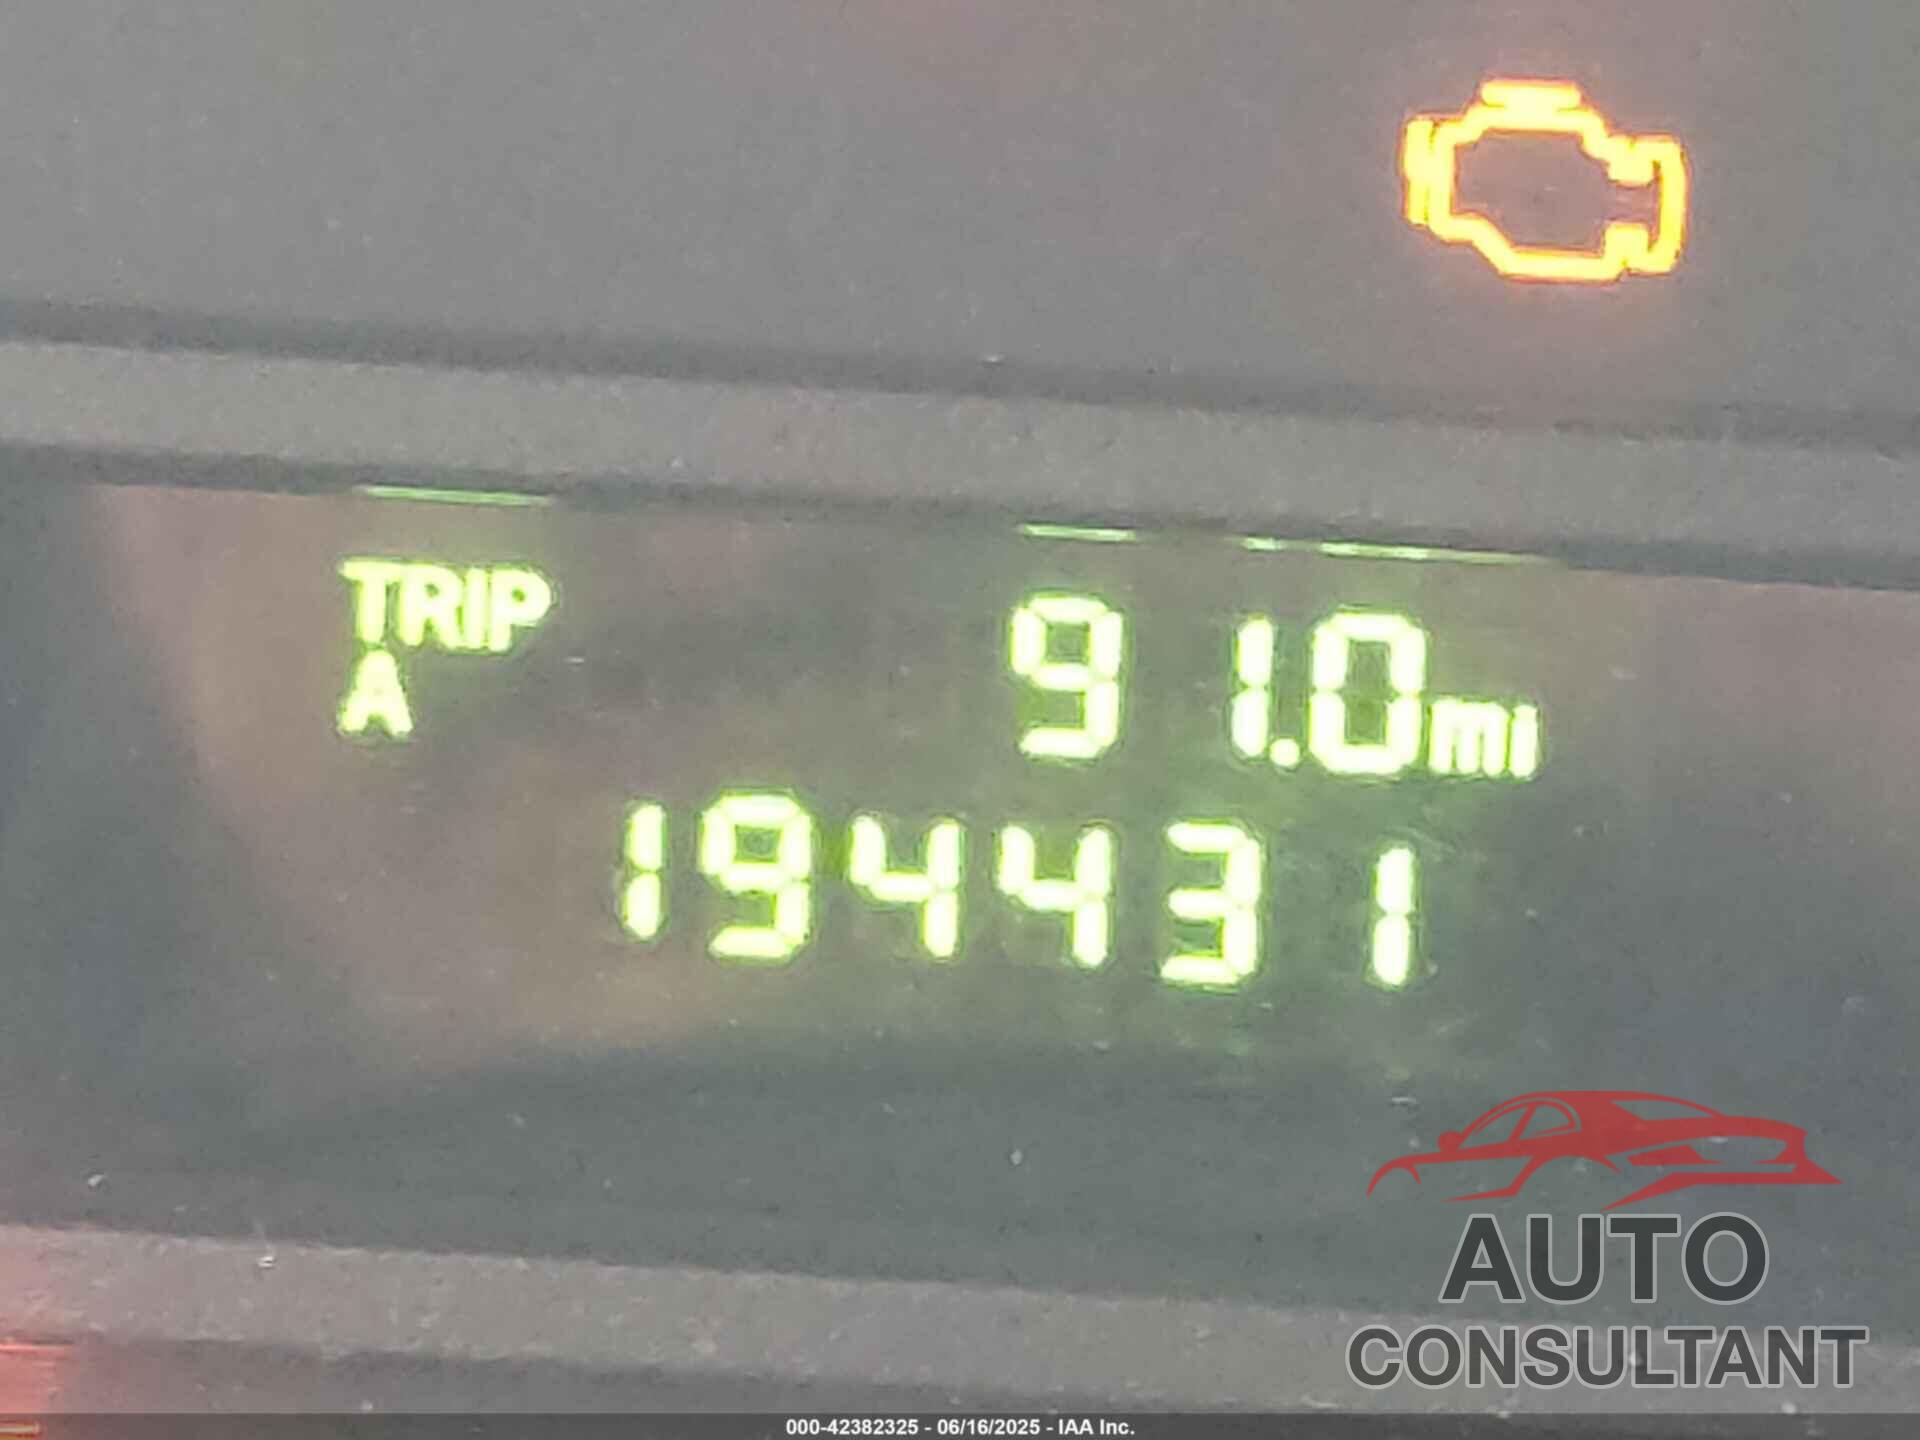 TRIP
A
91.0mi
194431
AUTO
CONSULTANT
000-42382325 - 06/16/2025 - IAA Inc.